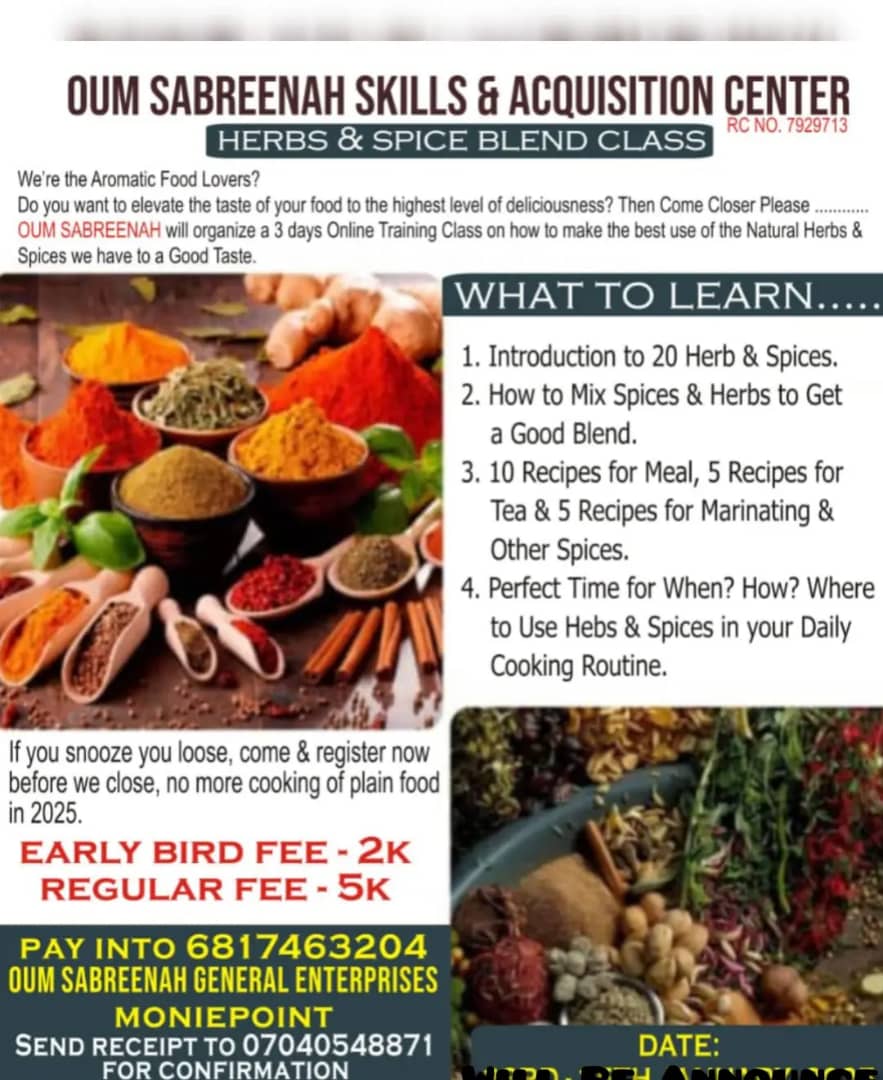 OUM SABREENAH SKILLS & ACQUISITION CENTER
RC NO. 7929713
HERBS & SPICE BLEND CLASS
We're the Aromatic Food Lovers?
Do you want to elevate the taste of your food to the highest level of deliciousness? Then Come Closer Please ............
OUM SABREENAH will organize a 3 days Online Training Class on how to make the best use of the Natural Herbs &
Spices we have to a Good Taste.
WHAT TO LEARN.....
1. Introduction to 20 Herb & Spices.
2. How to Mix Spices & Herbs to Get
a Good Blend.
3. 10 Recipes for Meal, 5 Recipes for
Tea & 5 Recipes for Marinating &
Other Spices.
4. Perfect Time for When? How? Where
to Use Hebs & Spices in your Daily
Cooking Routine.
If you snooze you loose, come & register now
before we close, no more cooking of plain food
in 2025.
EARLY BIRD FEE - 2K
REGULAR FEE - 5K
PAY INTO 6817463204
OUM SABREENAH GENERAL ENTERPRISES
MONIEPOINT
SEND RECEIPT TO 07040548871
FOR CONFIRMATION
DATE: